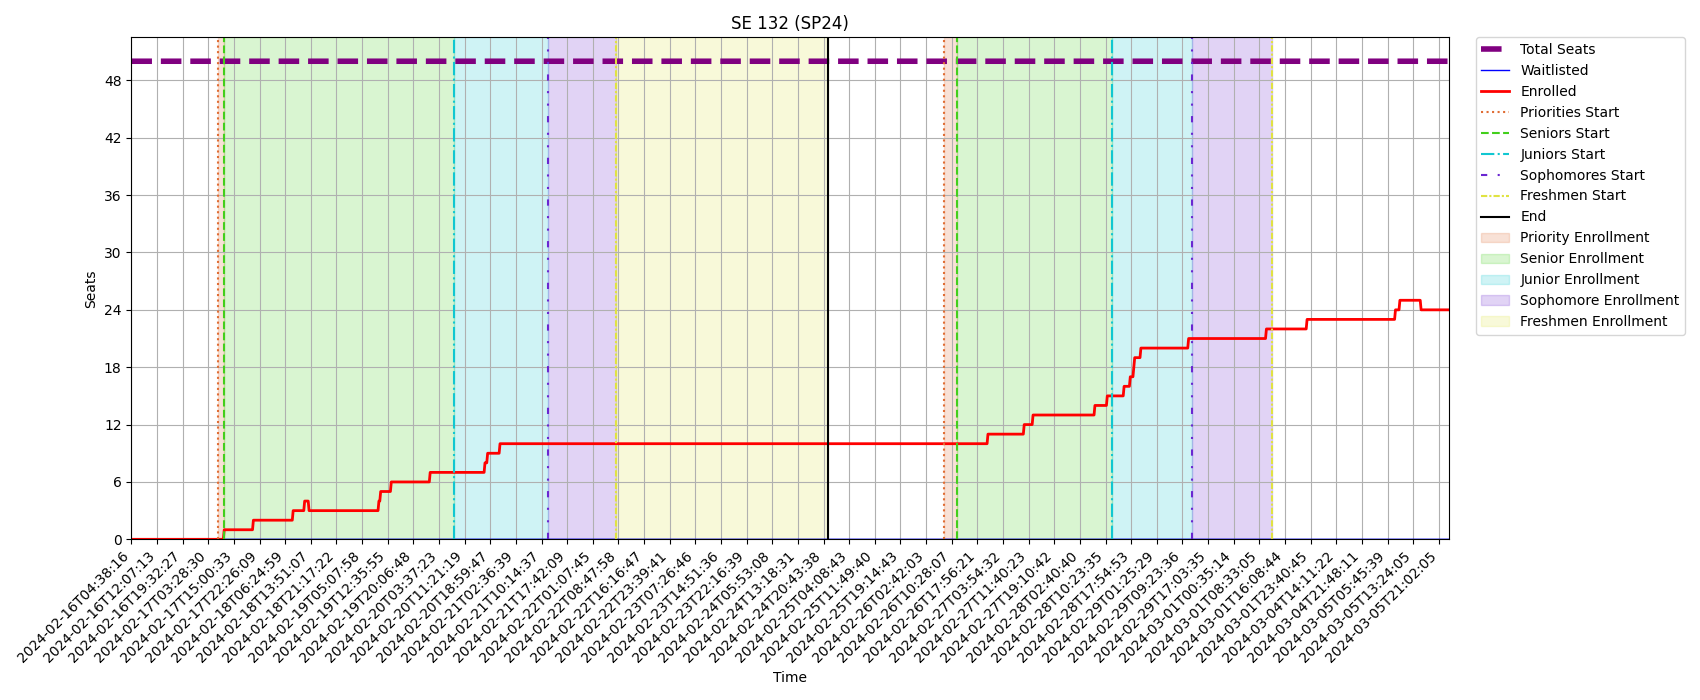 SE 132 (SP24)
Seats
48
42
36
30
24
18
12
6
0
2024-02-16T04:38:16
2024-02-16T12:07:13
2024-02-16T19:32:27
2024-02-17T03:28:30
2024-02-17T15:00:33
2024-02-17T22:26:09
2024-02-18T06:24:59
2024-02-18T13:51:07
2024-02-18T21:17:22
2024-02-19T05:07:58
2024-02-19T12:35:55
2024-02-19T20:06:48
2024-02-20T03:37:23
2024-02-20T11:21:19
2024-02-20T18:59:47
2024-02-21T02:36:39
2024-02-21T10:14:37
2024-02-21T17:42:09
2024-02-22T01:07:45
2024-02-22T08:47:58
2024-02-22T16:16:47
2024-02-22T23:39:41
2024-02-23T07:26:46
2024-02-23T14:51:36
2024-02-23T22:16:39
2024-02-24T05:53:08
2024-02-24T13:18:31
2024-02-24T20:43:38
2024-02-25T04:08:43
2024-02-25T11:49:40
2024-02-25T19:14:43
2024-02-26T02:42:03
2024-02-26T10:28:07
2024-02-26T17:56:21
2024-02-27T03:54:32
2024-02-27T11:40:23
2024-02-27T19:10:42
2024-02-28T02:40:40
2024-02-28T10:23:35
2024-02-28T17:54:53
2024-02-29T01:25:29
2024-02-29T09:23:36
2024-02-29T17:03:35
2024-03-01T00:35:14
2024-03-01T08:33:05
2024-03-01T16:08:44
2024-03-01T23:40:45
2024-03-04T14:11:22
2024-03-04T21:48:11
2024-03-05T05:45:39
2024-03-05T13:24:05
2024-03-05T21:02:05
Time
Total Seats
Waitlisted
Enrolled
Priorities Start
Seniors Start
Juniors Start
Sophomores Start
Freshmen Start
End
Priority Enrollment
Senior Enrollment
Junior Enrollment
Sophomore Enrollment
Freshmen Enrollment